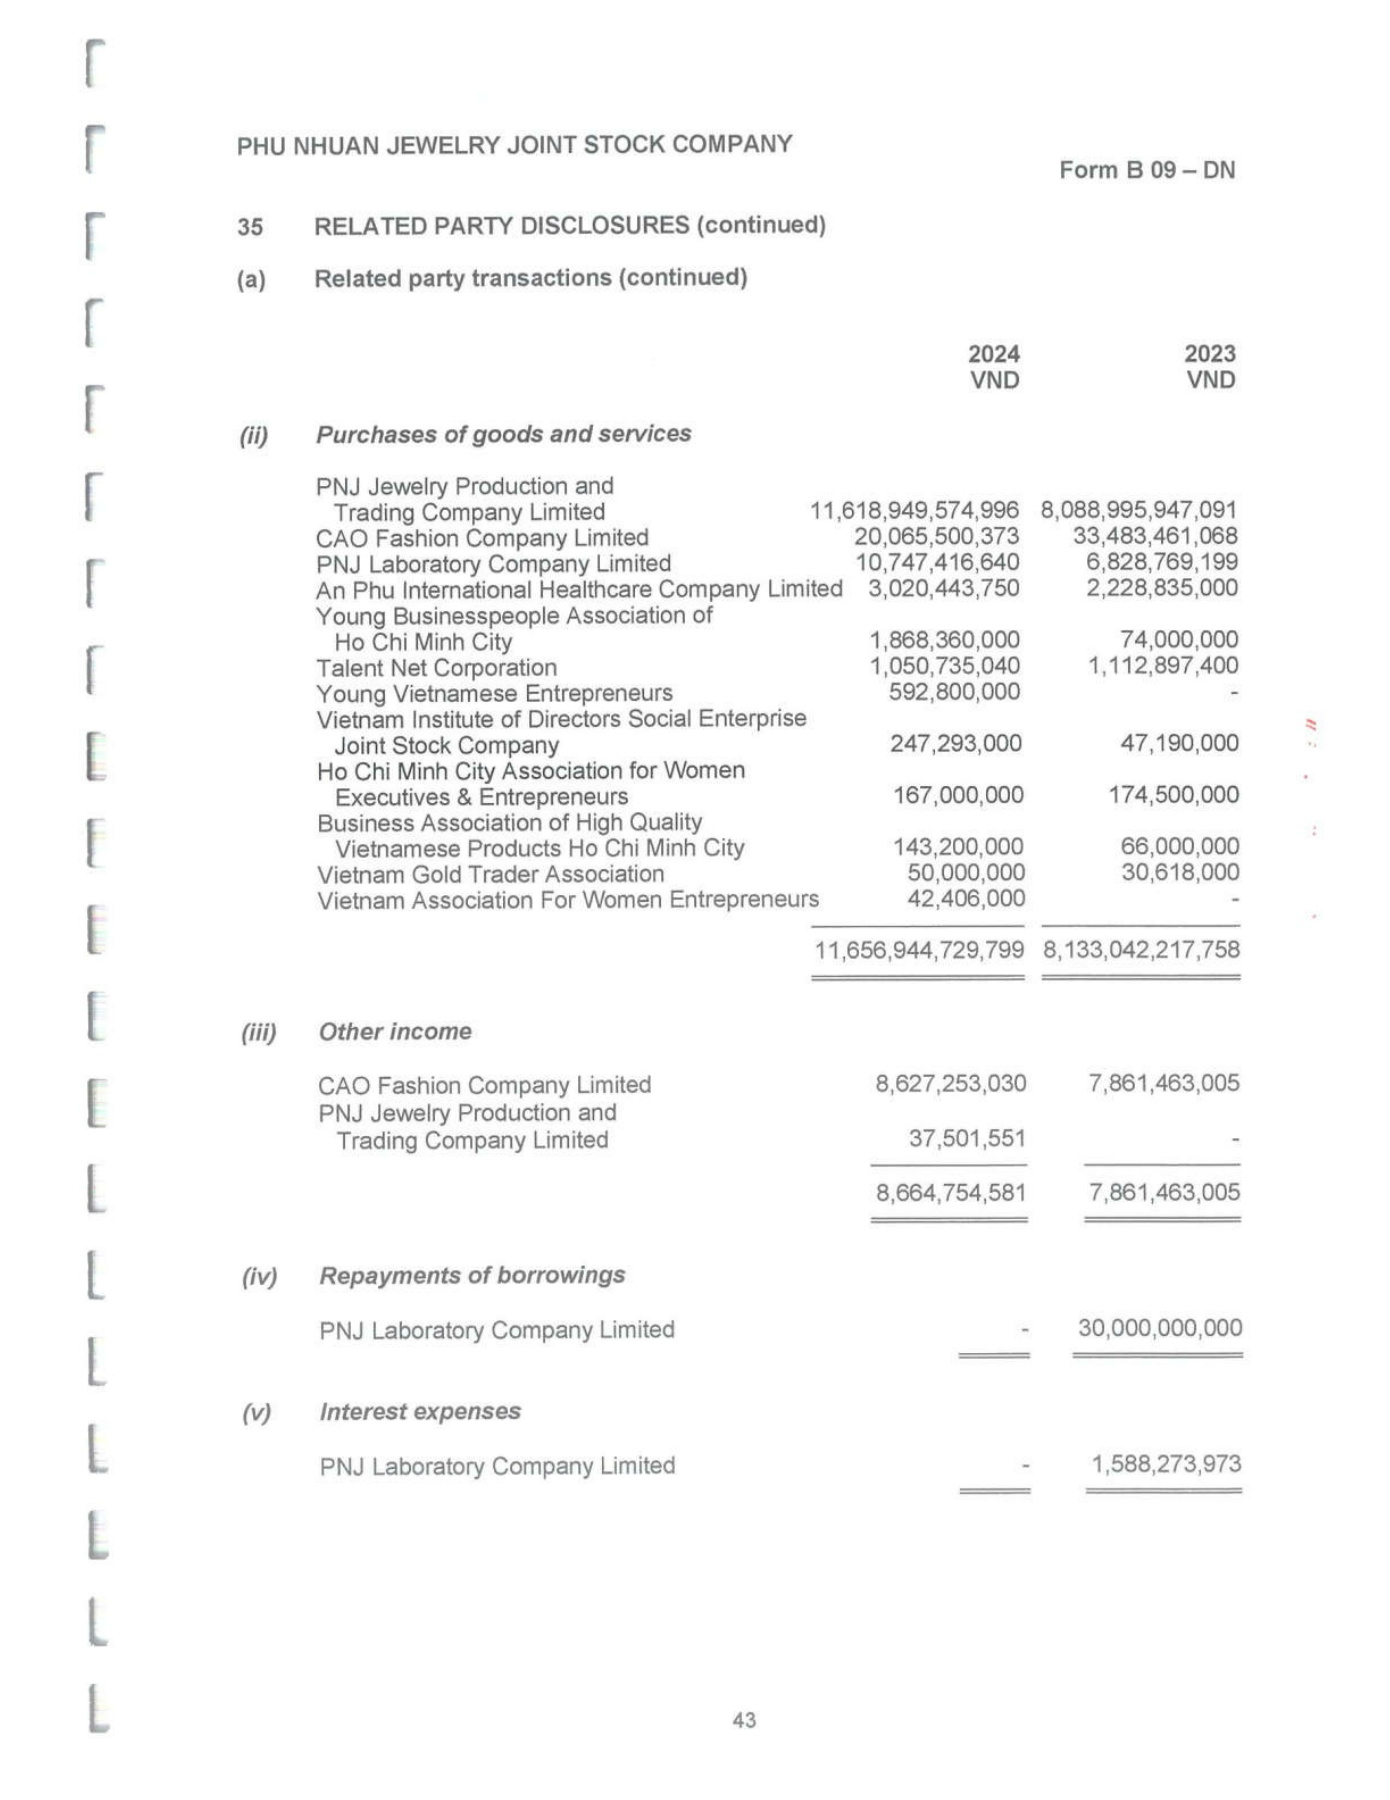 PHU NHUAN JEWELRY JOINT STOCK COMPANY
Form B 09 – DN
35 RELATED PARTY DISCLOSURES (continued)
(a) Related party transactions (continued)
2024 2023
VND VND
(ii) Purchases of goods and services
PNJ Jewelry Production and
Trading Company Limited 11,618,949,574,996 8,088,995,947,091
CAO Fashion Company Limited 20,065,500,373 33,483,461,068
PNJ Laboratory Company Limited 10,747,416,640 6,828,769,199
An Phu International Healthcare Company Limited 3,020,443,750 2,228,835,000
Young Businesspeople Association of
Ho Chi Minh City 1,868,360,000 74,000,000
Talent Net Corporation 1,050,735,040 1,112,897,400
Young Vietnamese Entrepreneurs 592,800,000 -
Vietnam Institute of Directors Social Enterprise
Joint Stock Company 247,293,000 47,190,000
Ho Chi Minh City Association for Women
Executives & Entrepreneurs 167,000,000 174,500,000
Business Association of High Quality
Vietnamese Products Ho Chi Minh City 143,200,000 66,000,000
Vietnam Gold Trader Association 50,000,000 30,618,000
Vietnam Association For Women Entrepreneurs 42,406,000 -
11,656,944,729,799 8,133,042,217,758
(iii) Other income
CAO Fashion Company Limited 8,627,253,030 7,861,463,005
PNJ Jewelry Production and
Trading Company Limited 37,501,551 -
8,664,754,581 7,861,463,005
(iv) Repayments of borrowings
PNJ Laboratory Company Limited - 30,000,000,000
(v) Interest expenses
PNJ Laboratory Company Limited - 1,588,273,973
43